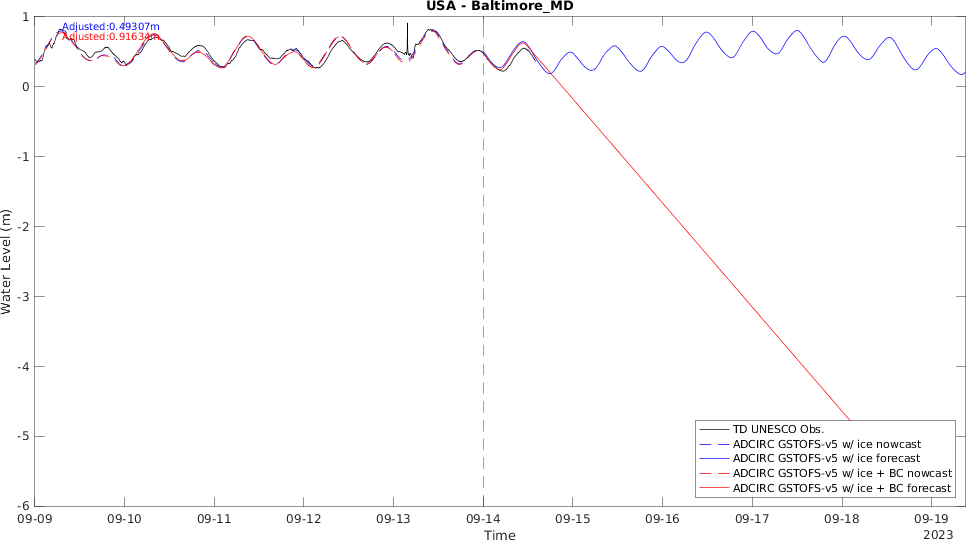 USA - Baltimore_MD
Adjusted:0.49307m
Adjusted:0.91634m
1
0
-1
-2
-3
-4
-5
-6
Water Level (m)
09-09 09-10 09-11 09-12 09-13 09-14 09-15 09-16 09-17 09-18 09-19
2023
Time
TD UNESCO Obs.
ADCIRC GSTOFS-v5 w/ ice nowcast
ADCIRC GSTOFS-v5 w/ ice forecast
ADCIRC GSTOFS-v5 w/ ice + BC nowcast
ADCIRC GSTOFS-v5 w/ ice + BC forecast